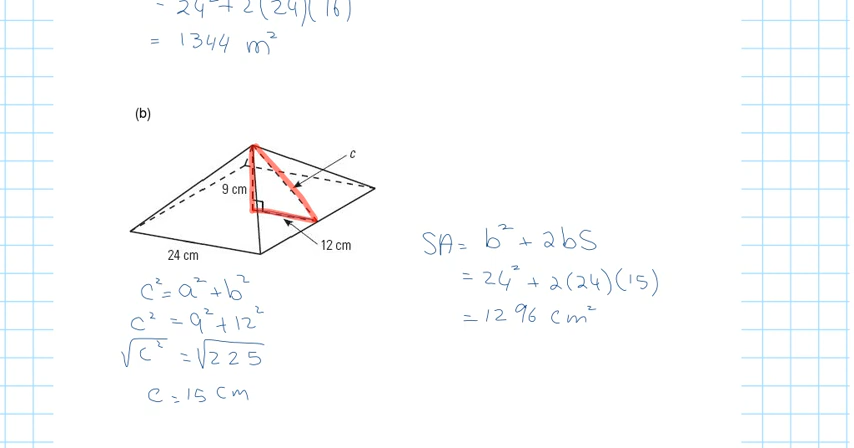 = 24² + 2(24)(16)
= 1344 m²
(b)
c
9 cm
12 cm
24 cm
SA = b² + 2bS
= 24² + 2(24)(15)
= 1296 cm²
c² = a² + b²
c² = 9² + 12²
√c² = √225
c = 15 cm